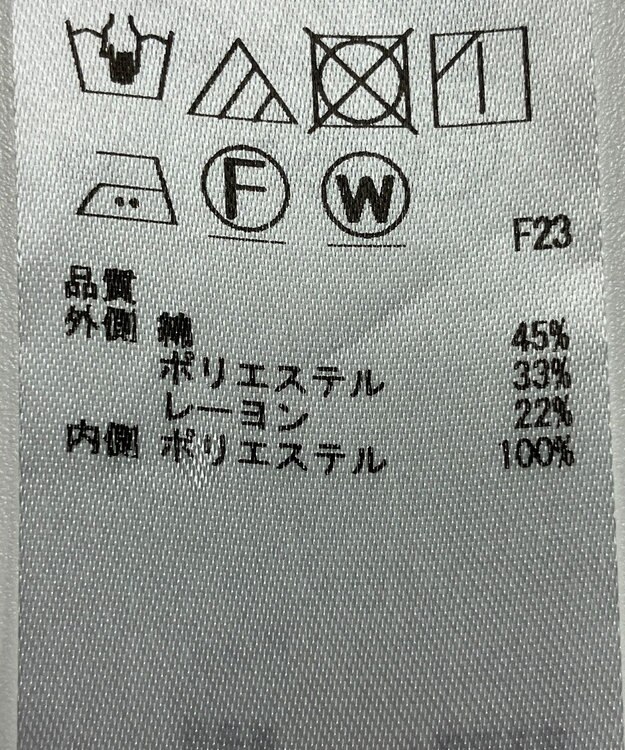 F W
F23
品質
外側 綿 45%
ポリエステル 33%
レーヨン 22%
内側 ポリエステル 100%